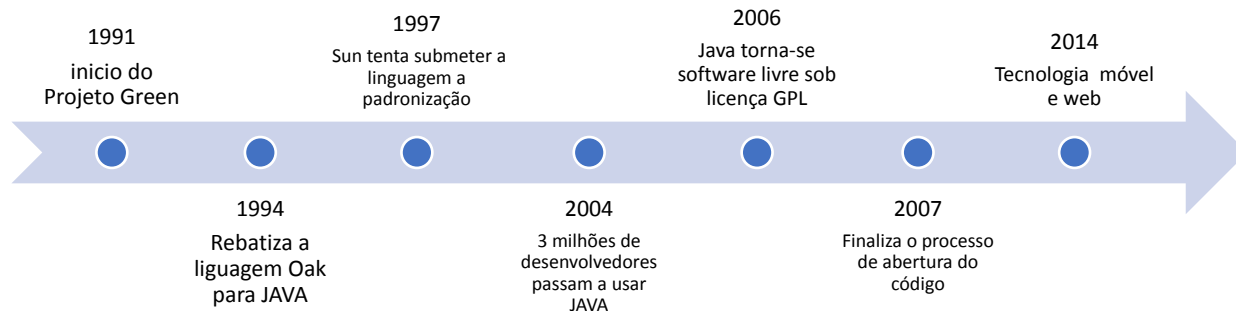 1991
inicio do
Projeto Green
1994
Rebatiza a
liguagem Oak
para JAVA
1997
Sun tenta submeter a
linguagem a
padronização
2004
3 milhões de
desenvolvedores
passam a usar
JAVA
2006
Java torna-se
software livre sob
licença GPL
2007
Finaliza o processo
de abertura do
código
2014
Tecnologia  móvel
e web